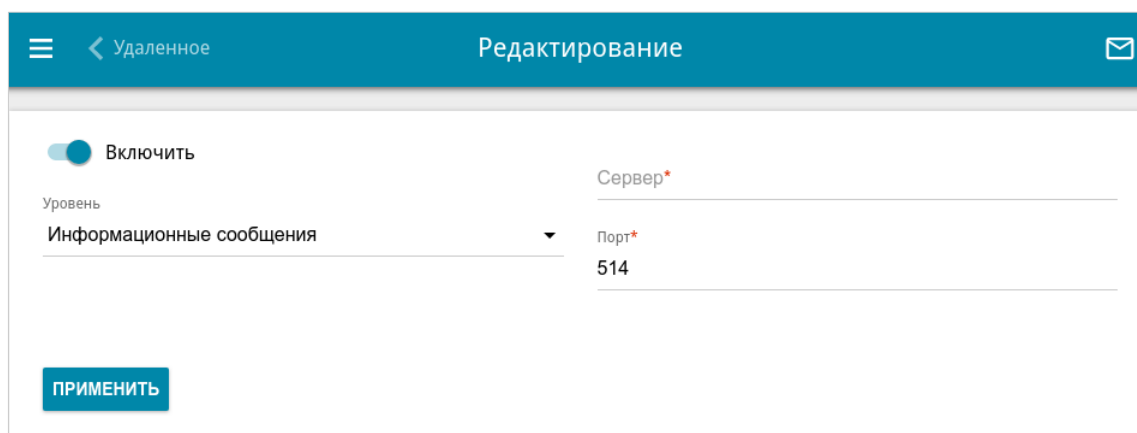 Удаленное
Редактирование
Включить
Уровень
Информационные сообщения
Сервер*
Порт*
514
ПРИМЕНИТЬ